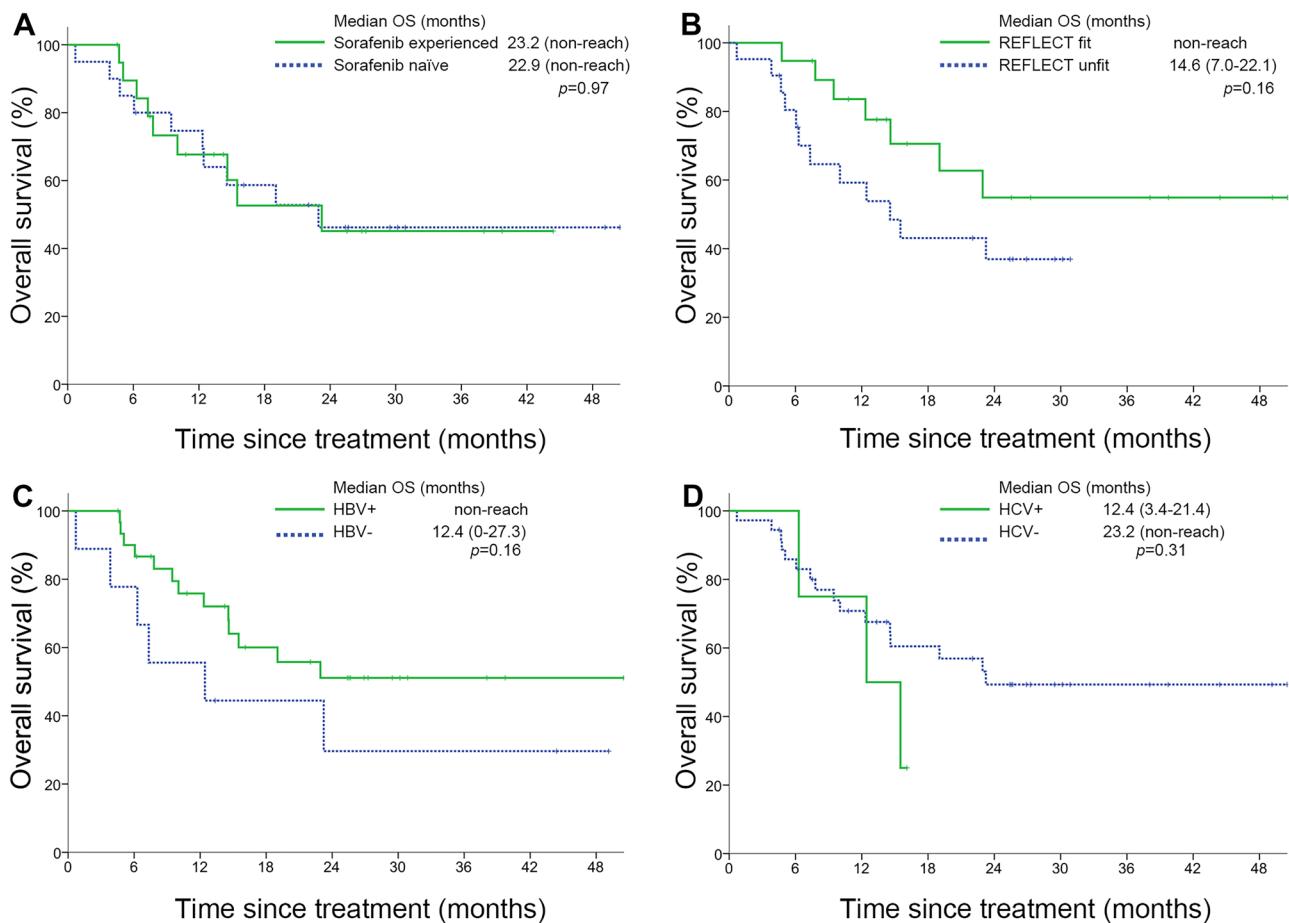 A
Median OS (months)
Sorafenib experienced 23.2 (non-reach)
Sorafenib naïve 22.9 (non-reach)
p=0.97
Overall survival (%)
100
80
60
40
20
0
0 6 12 18 24 30 36 42 48
Time since treatment (months)
B
Median OS (months)
REFLECT fit non-reach
REFLECT unfit 14.6 (7.0-22.1)
p=0.16
Overall survival (%)
100
80
60
40
20
0
0 6 12 18 24 30 36 42 48
Time since treatment (months)
C
Median OS (months)
HBV+ non-reach
HBV- 12.4 (0-27.3)
p=0.16
Overall survival (%)
100
80
60
40
20
0
0 6 12 18 24 30 36 42 48
Time since treatment (months)
D
Median OS (months)
HCV+ 12.4 (3.4-21.4)
HCV- 23.2 (non-reach)
p=0.31
Overall survival (%)
100
80
60
40
20
0
0 6 12 18 24 30 36 42 48
Time since treatment (months)